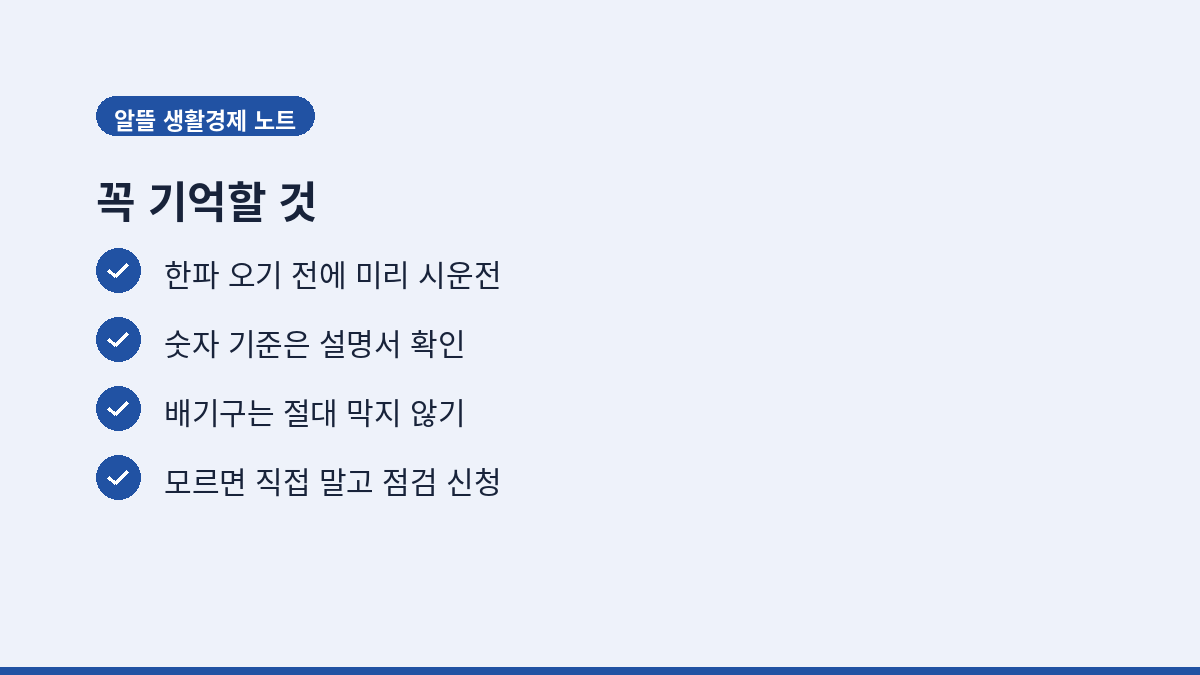 알뜰 생활경제 노트
꼭 기억할 것
한파 오기 전에 미리 시운전
숫자 기준은 설명서 확인
배기구는 절대 막지 않기
모르면 직접 말고 점검 신청